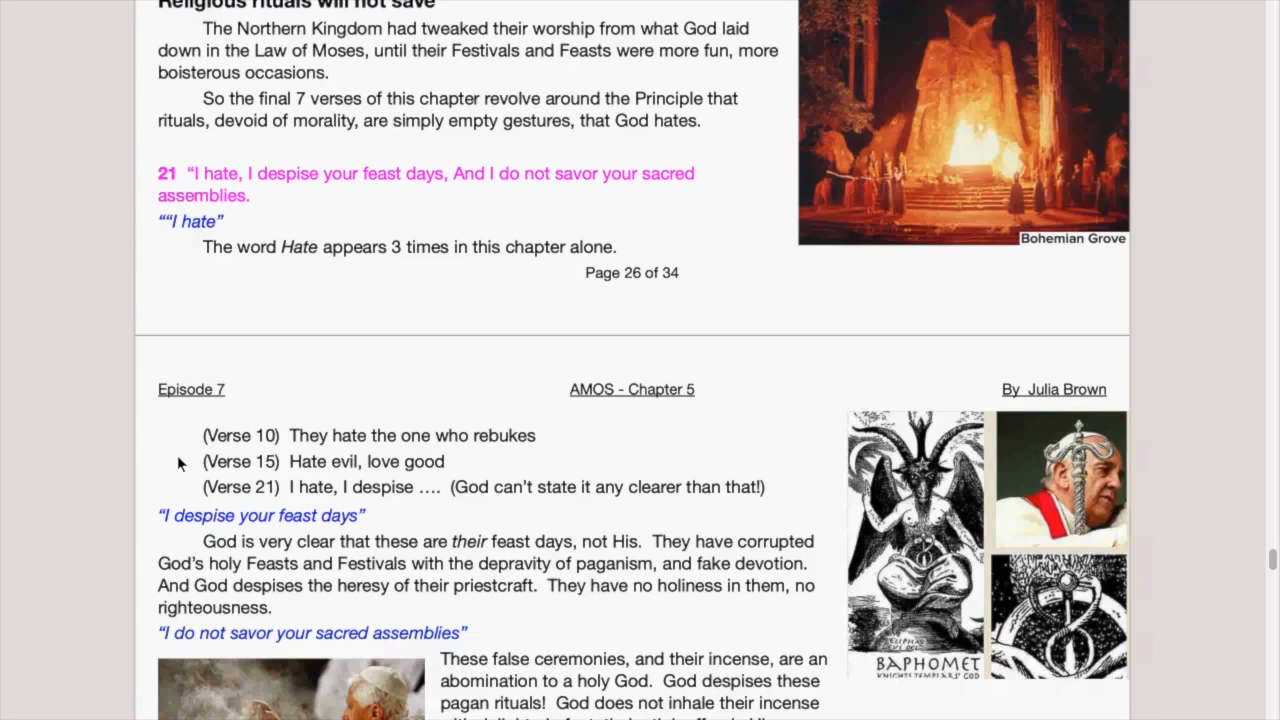 Religious rituals will not save
The Northern Kingdom had tweaked their worship from what God laid
down in the Law of Moses, until their Festivals and Feasts were more fun, more
boisterous occasions.
So the final 7 verses of this chapter revolve around the Principle that
rituals, devoid of morality, are simply empty gestures, that God hates.
21 “I hate, I despise your feast days, And I do not savor your sacred
assemblies.
““I hate”
The word Hate appears 3 times in this chapter alone.
Bohemian Grove
Page 26 of 34
Episode 7
AMOS - Chapter 5
By Julia Brown
(Verse 10) They hate the one who rebukes
(Verse 15) Hate evil, love good
(Verse 21) I hate, I despise …. (God can’t state it any clearer than that!)
“I despise your feast days”
God is very clear that these are their feast days, not His. They have corrupted
God’s holy Feasts and Festivals with the depravity of paganism, and fake devotion.
And God despises the heresy of their priestcraft. They have no holiness in them, no
righteousness.
“I do not savor your sacred assemblies”
These false ceremonies, and their incense, are an
abomination to a holy God. God despises these
pagan rituals! God does not inhale their incense
BAPHOMET
KNIGHTS TEMPLARS' GOD